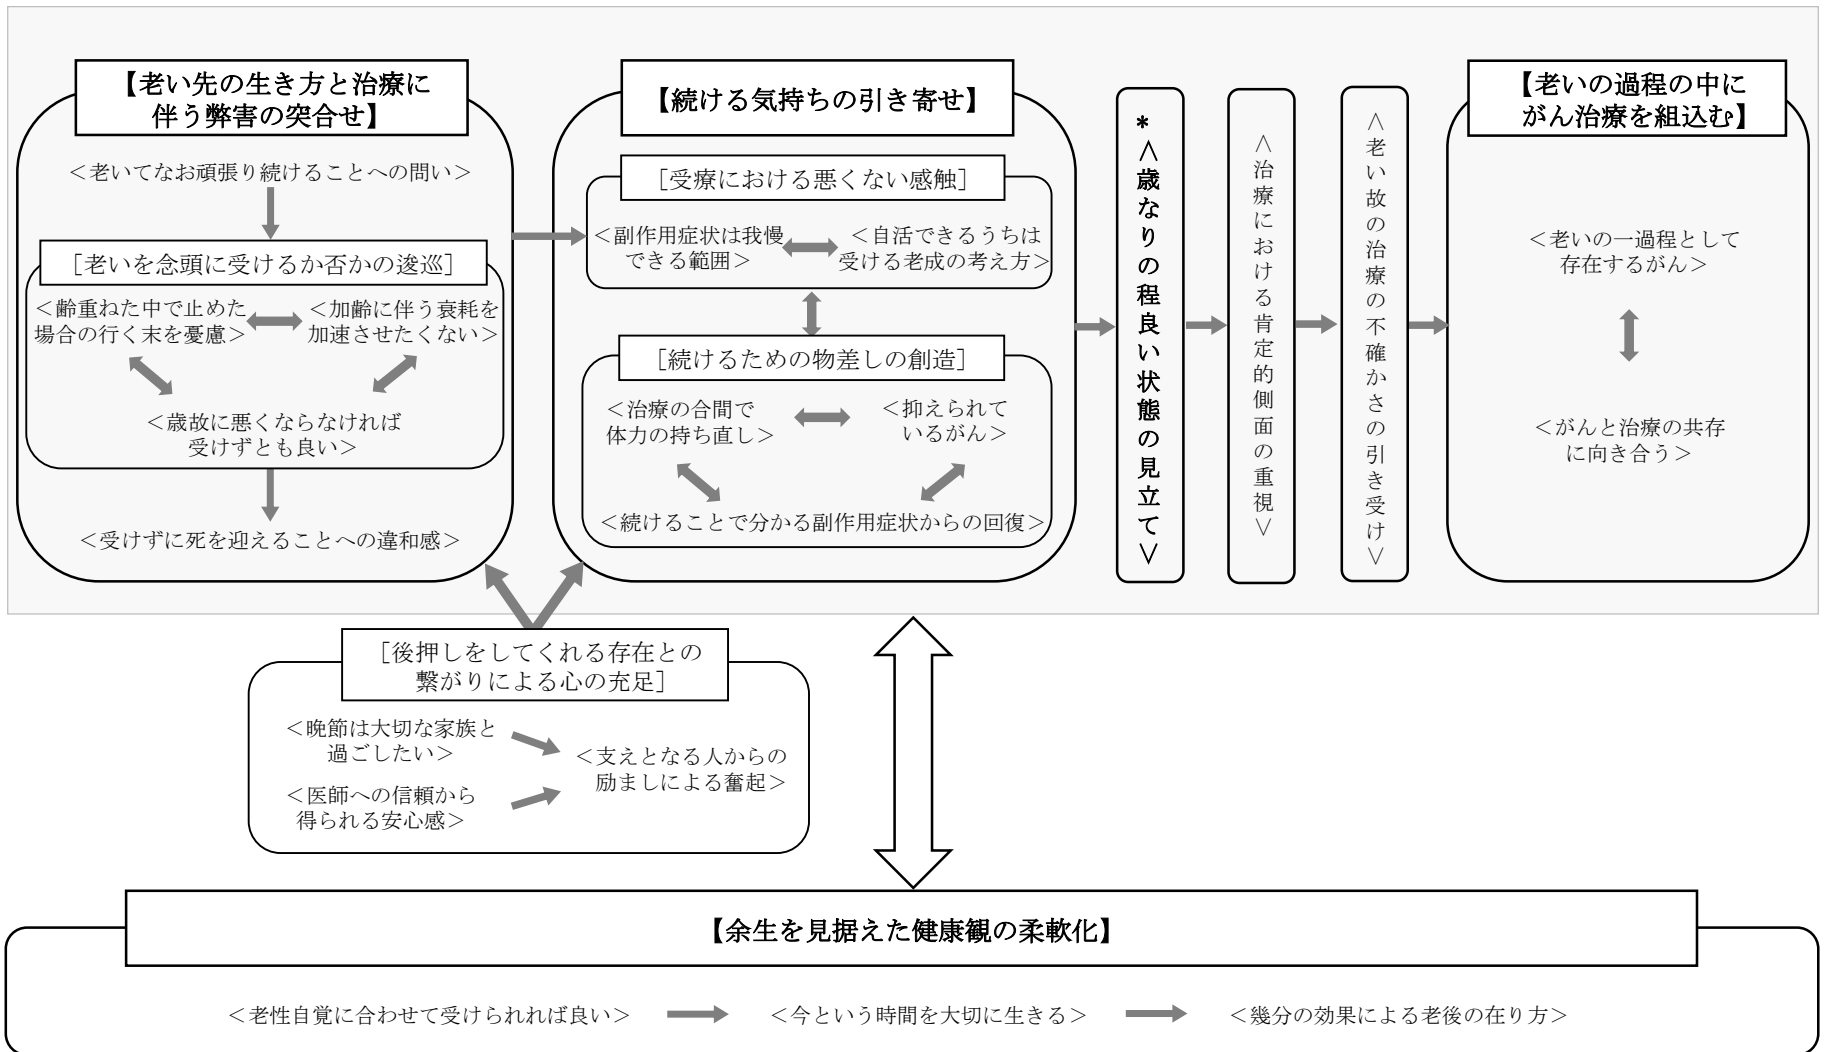 【老い先の生き方と治療に
伴う弊害の突合せ】
＜老いてなお頑張り続けることへの問い＞
［老いを念頭に受けるか否かの逡巡］
＜齢重ねた中で止めた
場合の行く末を憂慮＞
＜加齢に伴う衰耗を
加速させたくない＞
＜歳故に悪くならなければ
受けずとも良い＞
＜受けずに死を迎えることへの違和感＞
【続ける気持ちの引き寄せ】
［受療における悪くない感触］
＜副作用症状は我慢
できる範囲＞
＜自活できるうちは
受ける老成の考え方＞
［続けるための物差しの創造］
＜治療の合間で
体力の持ち直し＞
＜抑えられて
いるがん＞
＜続けることで分かる副作用症状からの回復＞
*＜歳なりの程良い状態の見立て＞
＜治療における肯定的側面の重視＞
＜老い故の治療の不確かさの引き受け＞
【老いの過程の中に
がん治療を組込む】
＜老いの一過程として
存在するがん＞
＜がんと治療の共存
に向き合う＞
［後押しをしてくれる存在との
繋がりによる心の充足］
＜晩節は大切な家族と
過ごしたい＞
＜医師への信頼から
得られる安心感＞
＜支えとなる人からの
励ましによる奮起＞
【余生を見据えた健康観の柔軟化】
＜老性自覚に合わせて受けられれば良い＞
＜今という時間を大切に生きる＞
＜幾分の効果による老後の在り方＞